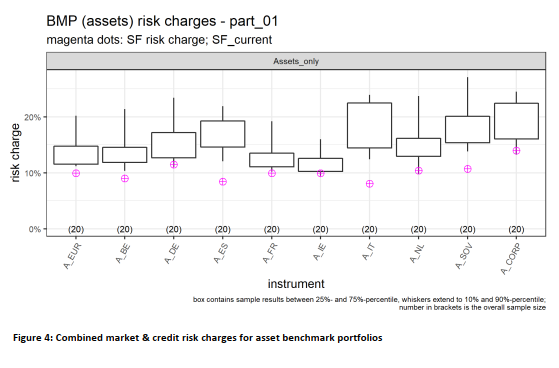 BMP (assets) risk charges - part_01
magenta dots: SF risk charge; SF_current
Assets_only
risk charge
20%
10%
0%
(20) (20) (20) (20) (20) (20) (20) (20) (20) (20)
A_EUR A_BE A_DE A_ES A_FR A_IE A_IT A_NL A_SOV A_CORP
instrument
box contains sample results between 25%- and 75%-percentile, whiskers extend to 10% and 90%-percentile;
number in brackets is the overall sample size
Figure 4: Combined market & credit risk charges for asset benchmark portfolios